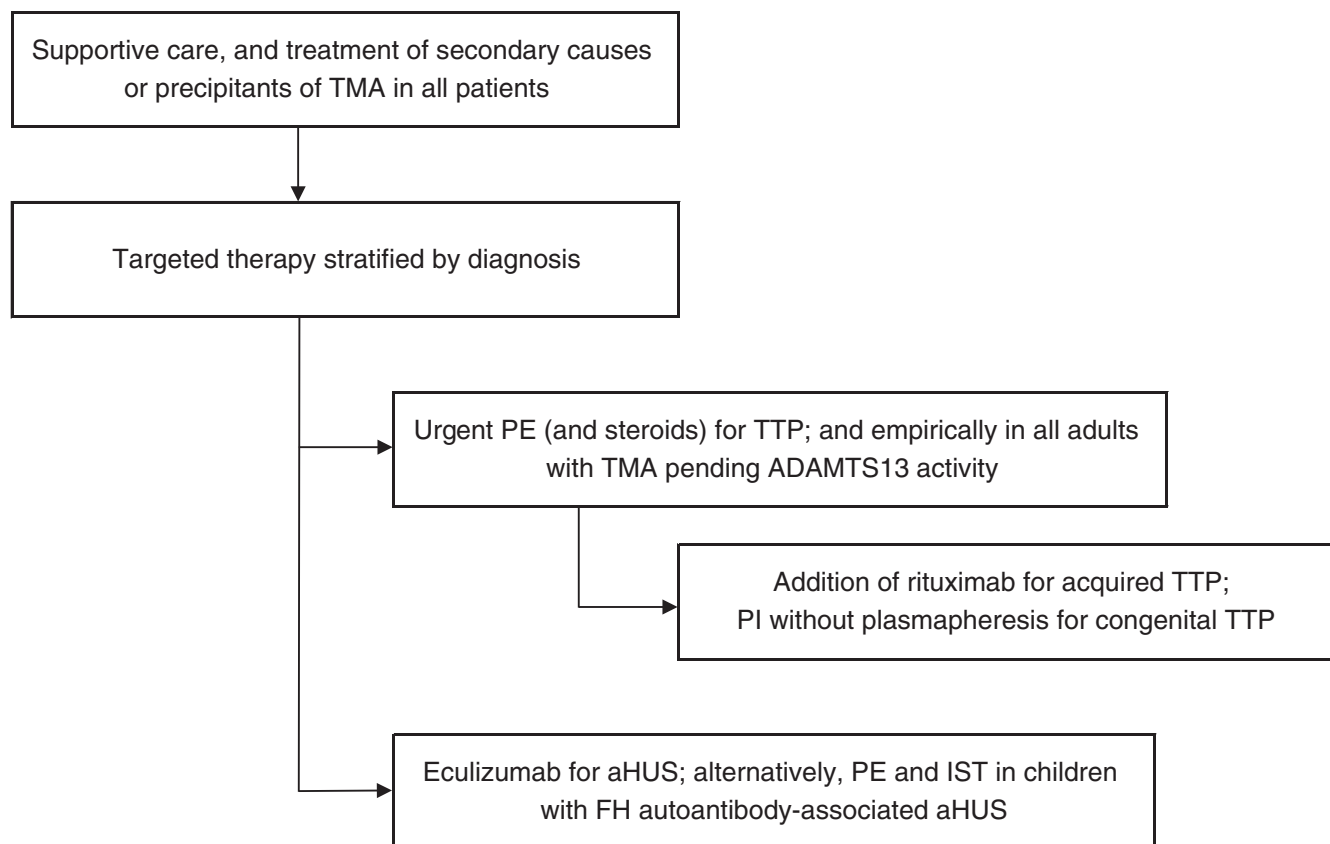 Supportive care, and treatment of secondary causes
or precipitants of TMA in all patients
Targeted therapy stratified by diagnosis
Urgent PE (and steroids) for TTP; and empirically in all adults
with TMA pending ADAMTS13 activity
Addition of rituximab for acquired TTP;
PI without plasmapheresis for congenital TTP
Eculizumab for aHUS; alternatively, PE and IST in children
with FH autoantibody-associated aHUS